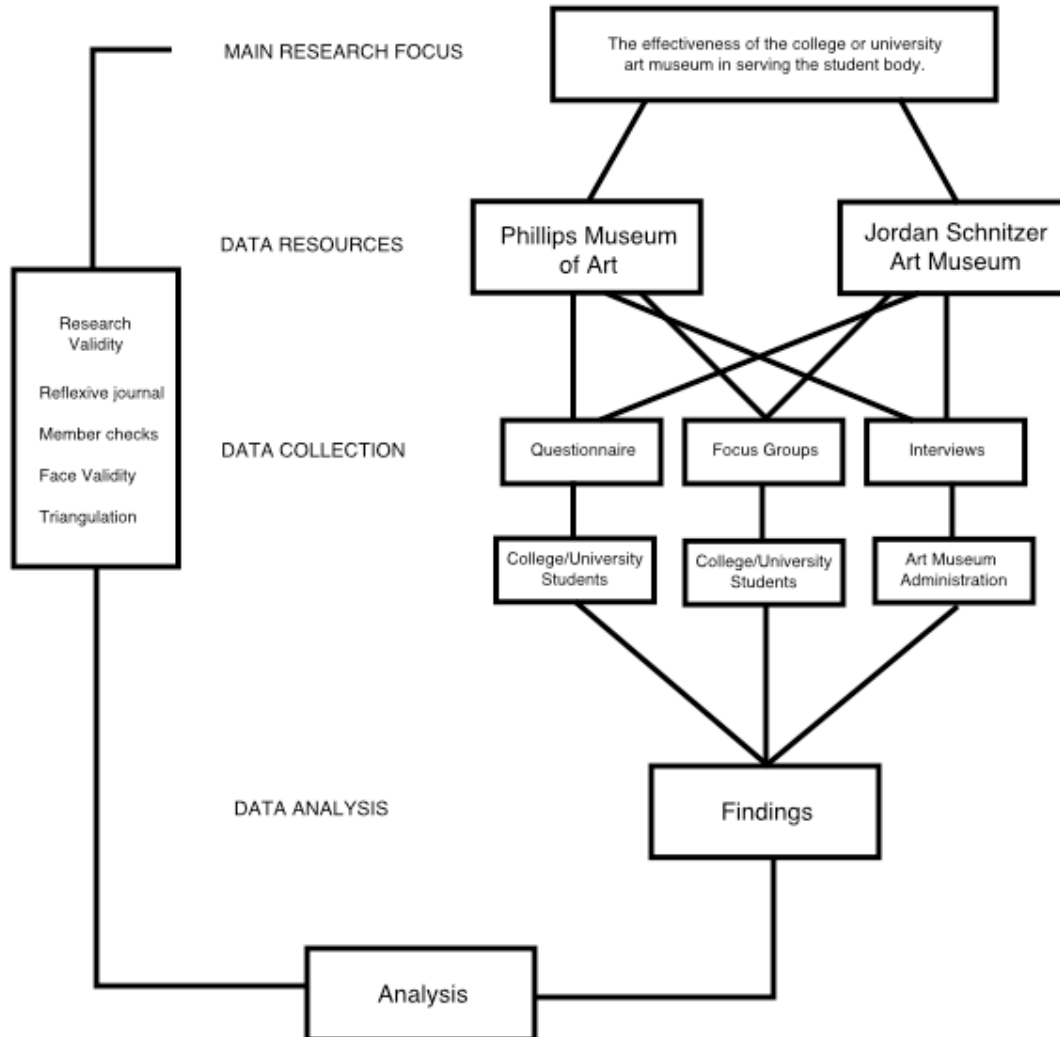 MAIN RESEARCH FOCUS
The effectiveness of the college or university
art museum in serving the student body.
DATA RESOURCES
Phillips Museum
of Art
Jordan Schnitzer
Art Museum
Research
Validity
Reflexive journal
Member checks
Face Validity
Triangulation
DATA COLLECTION
Questionnaire
Focus Groups
Interviews
College/University
Students
College/University
Students
Art Museum
Administration
DATA ANALYSIS
Findings
Analysis